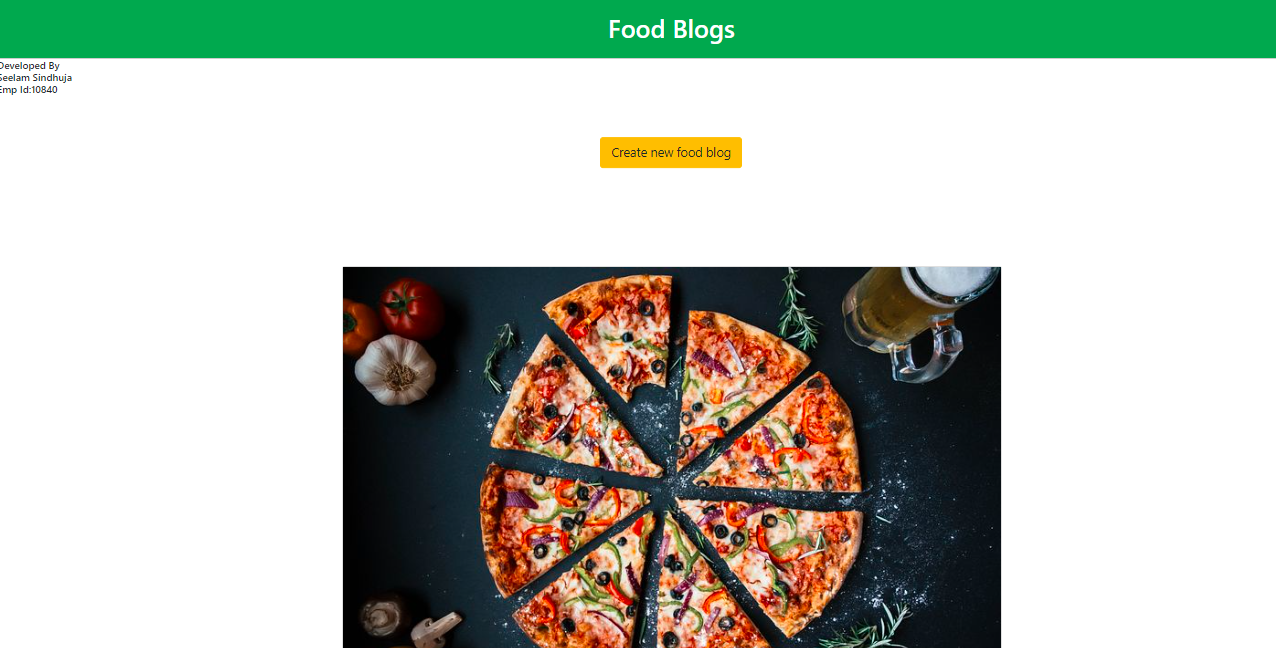 Food Blogs
Developed By
Seelam Sindhuja
Emp Id:10840
Create new food blog